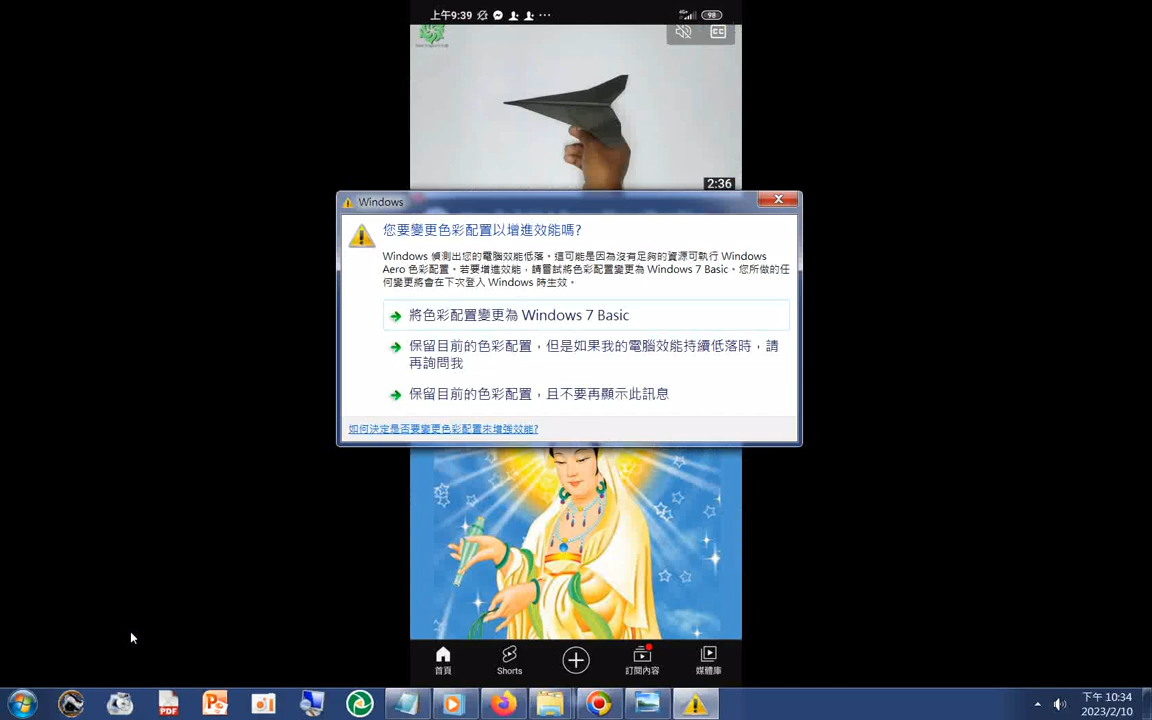 上午9:39
98
CC
2:36
Windows
您要變更色彩配置以增進效能嗎?
Windows 偵測出您的電腦效能低落。這可能是因為沒有足夠的資源可執行 Windows
Aero 色彩配置。若要增進效能，請嘗試將色彩配置變更為 Windows 7 Basic。您所做的任
何變更將會在下次登入 Windows 時生效。
將色彩配置變更為 Windows 7 Basic
保留目前的色彩配置，但是如果我的電腦效能持續低落時，請
再詢問我
保留目前的色彩配置，且不要再顯示此訊息
如何決定是否要變更色彩配置來增強效能?
首頁
Shorts
訂閱內容
媒體庫
PDF
下午 10:34
2023/2/10